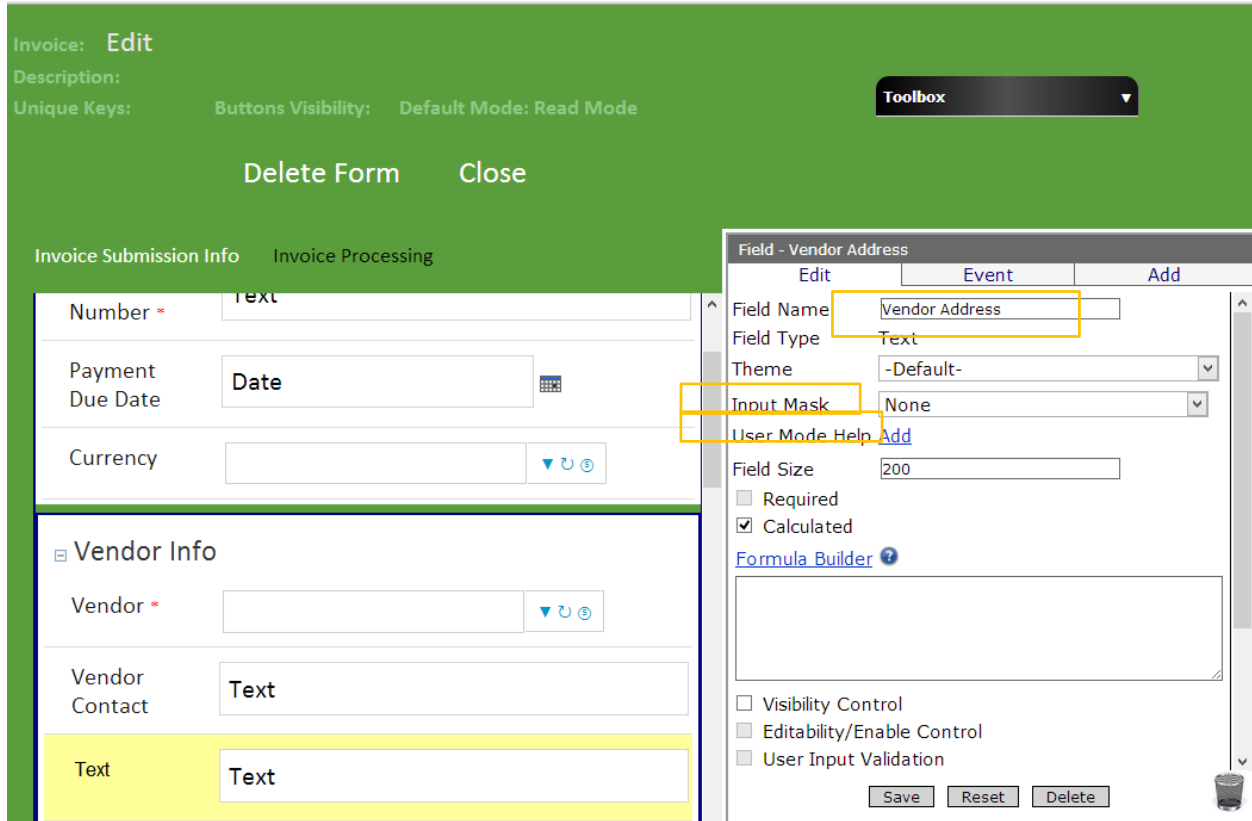 Invoice: Edit
Description:
Unique Keys: Buttons Visibility: Default Mode: Read Mode
Toolbox
Delete Form Close
Invoice Submission Info Invoice Processing
Number *
Text
Payment
Due Date
Date
Currency
Vendor Info
Vendor *
Vendor
Contact
Text
Text
Text
Field - Vendor Address
Edit Event Add
Field Name Vendor Address
Field Type Text
Theme -Default-
Input Mask None
User Mode Help Add
Field Size 200
Required
Calculated
Formula Builder ?
Visibility Control
Editability/Enable Control
User Input Validation
Save Reset Delete